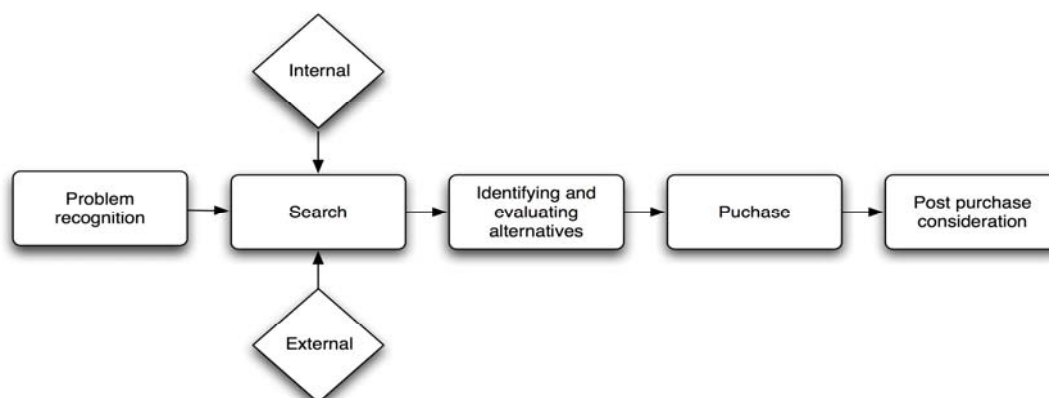 Internal
Problem
recognition
Search
Identifying and
evaluating
alternatives
Puchase
Post purchase
consideration
External